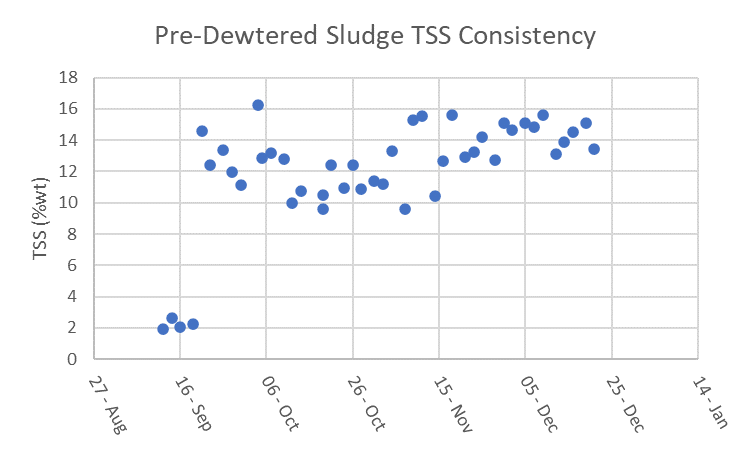 Pre-Dewtered Sludge TSS Consistency
18
16
14
12
10
8
6
4
2
0
TSS (%wt)
27 - Aug
16 - Sep
06 - Oct
26 - Oct
15 - Nov
05 - Dec
25 - Dec
14 - Jan